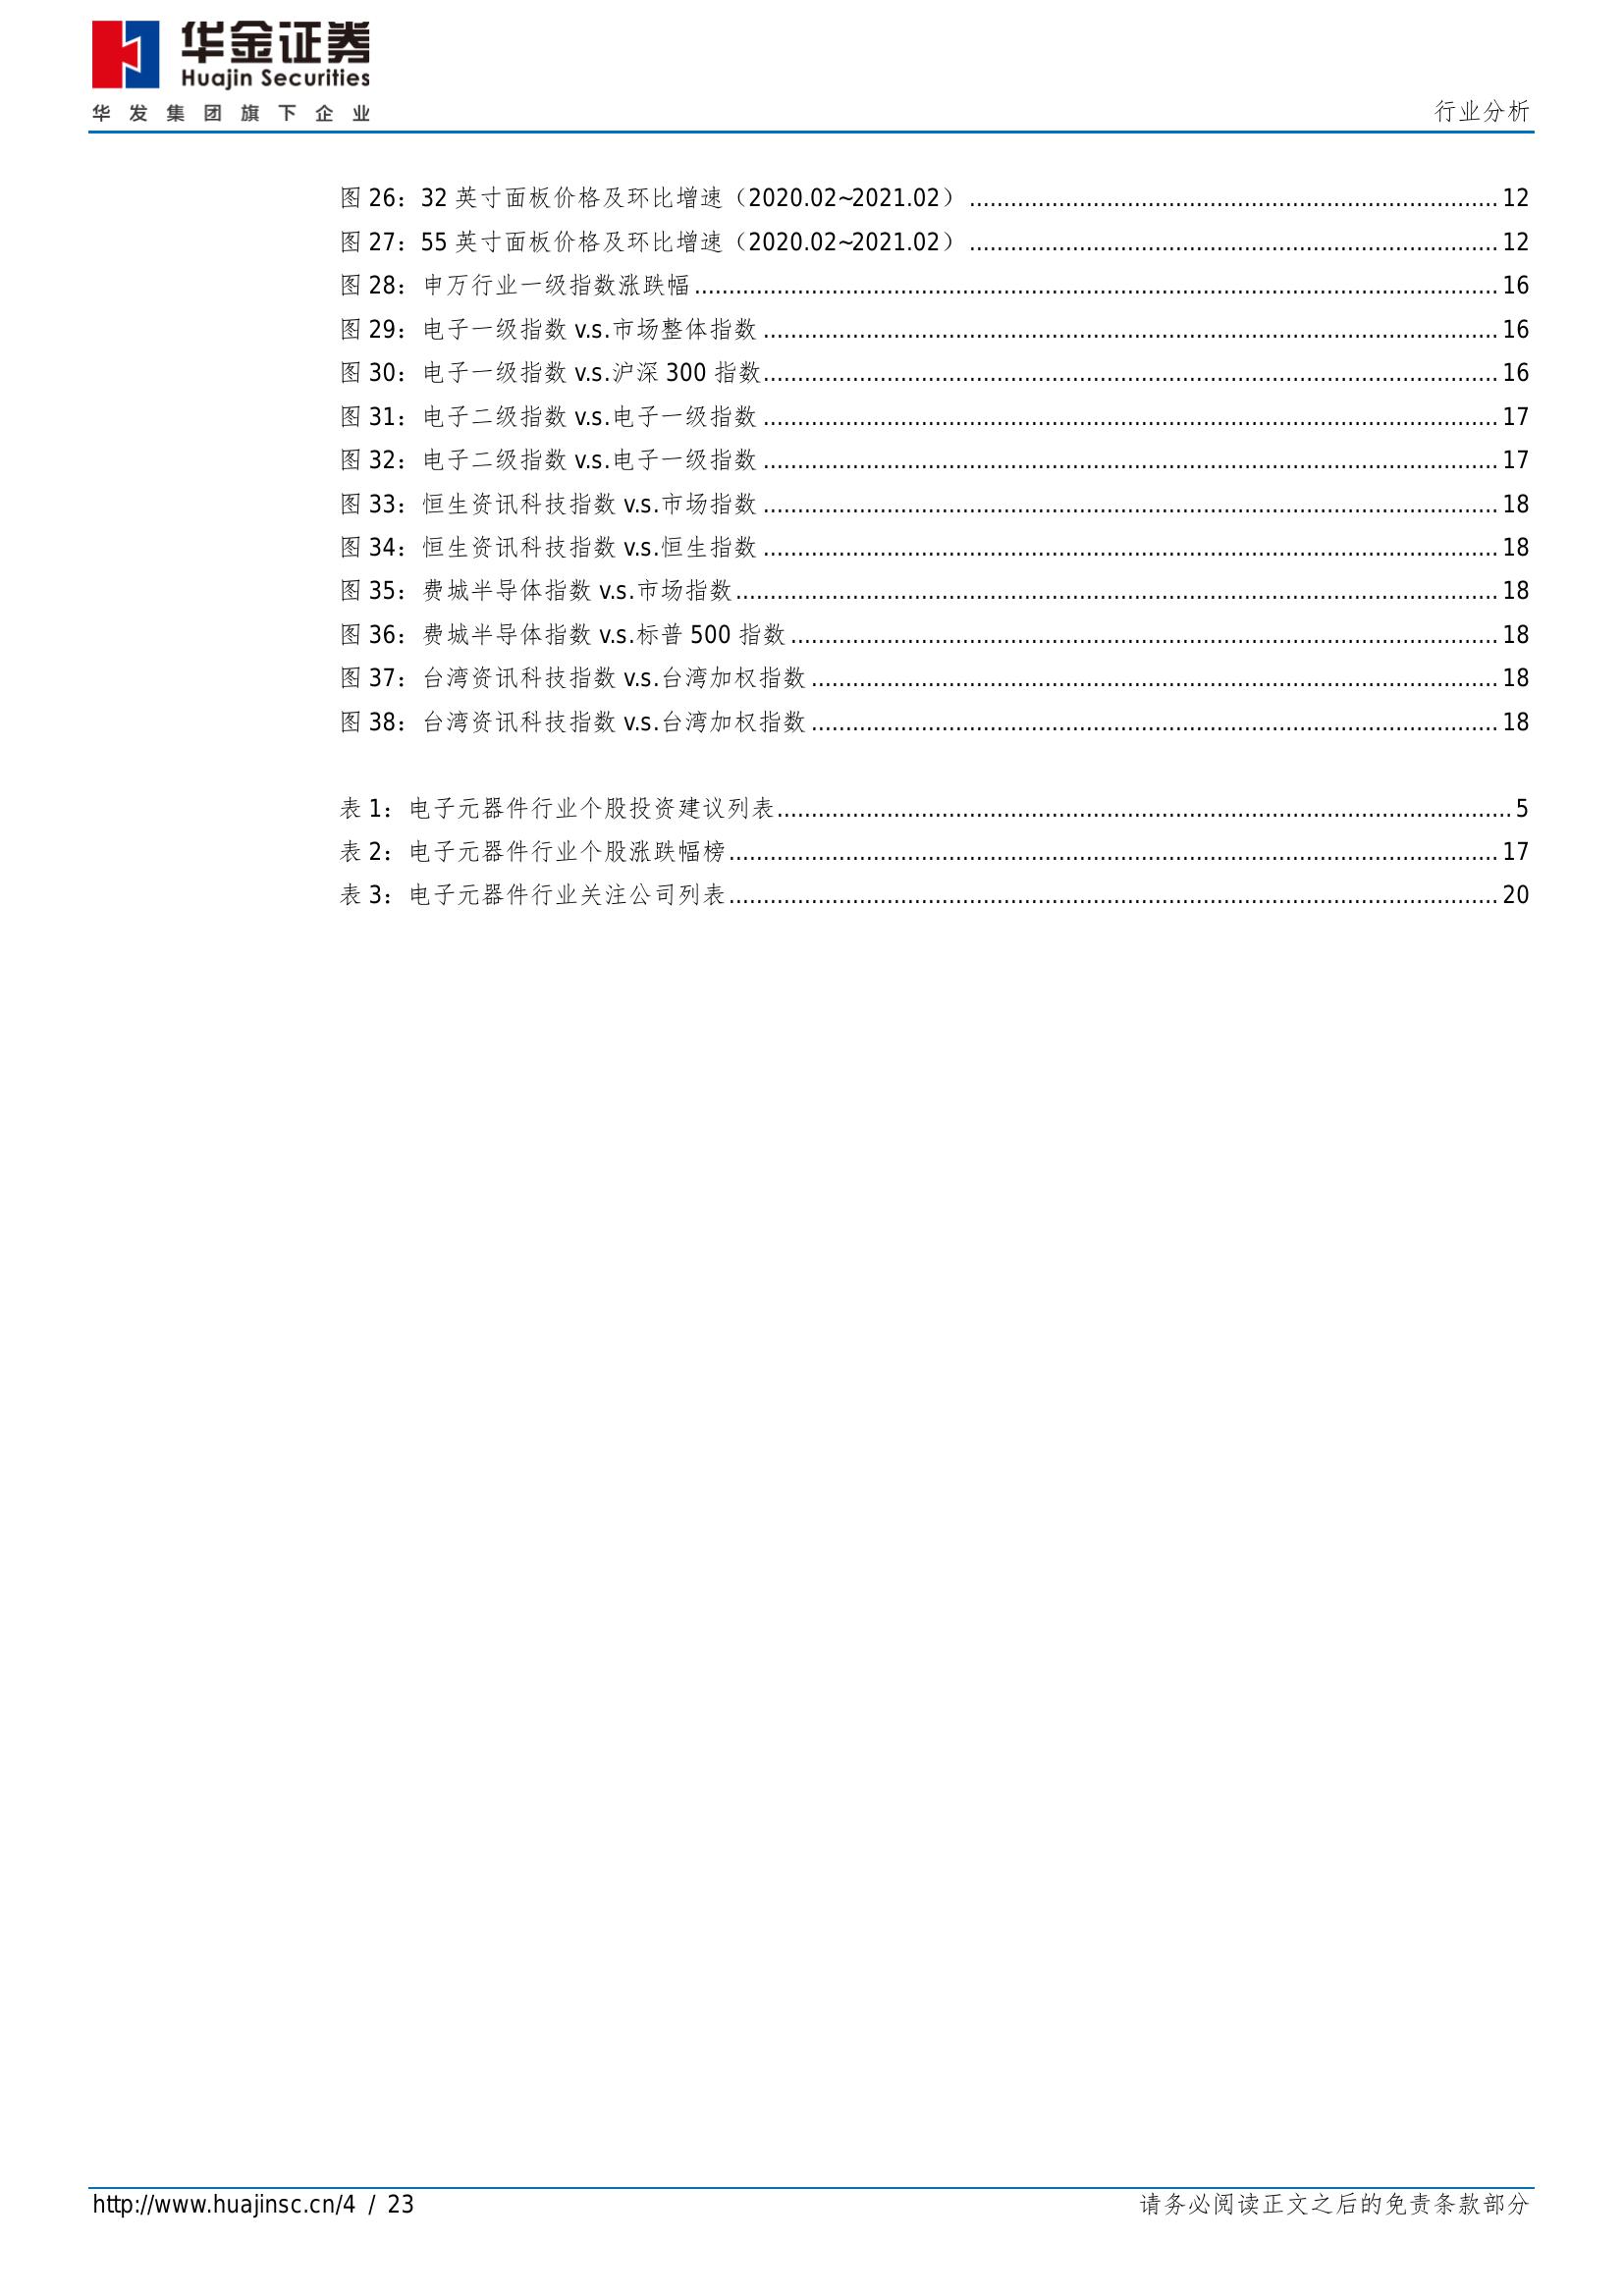 华金证券
Huajin Securities
华发集团旗下企业
行业分析
图 26：32 英寸面板价格及环比增速（2020.02~2021.02）............12
图 27：55 英寸面板价格及环比增速（2020.02~2021.02）............12
图 28：申万行业一级指数涨跌幅............16
图 29：电子一级指数 v.s.市场整体指数............16
图 30：电子一级指数 v.s.沪深 300 指数............16
图 31：电子二级指数 v.s.电子一级指数............17
图 32：电子二级指数 v.s.电子一级指数............17
图 33：恒生资讯科技指数 v.s.市场指数............18
图 34：恒生资讯科技指数 v.s.恒生指数............18
图 35：费城半导体指数 v.s.市场指数............18
图 36：费城半导体指数 v.s.标普 500 指数............18
图 37：台湾资讯科技指数 v.s.台湾加权指数............18
图 38：台湾资讯科技指数 v.s.台湾加权指数............18
表 1：电子元器件行业个股投资建议列表............5
表 2：电子元器件行业个股涨跌幅榜............17
表 3：电子元器件行业关注公司列表............20
http://www.huajinsc.cn/4 / 23
请务必阅读正文之后的免责条款部分